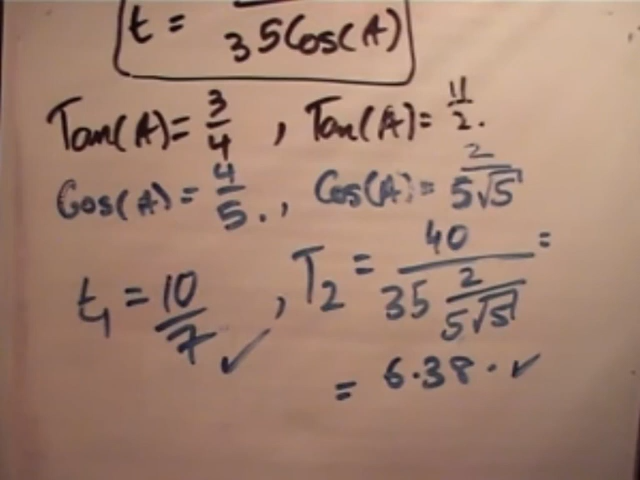 t = / 35Cos(A)
Tan(A) = 3/4 , Tan(A) = 11/2.
Cos(A) = 4/5. , Cos(A) = 2/5√5
t₁ = 10/7 ✓ , T₂ = 40 / 35 2/5√5 =
= 6.38. ✓